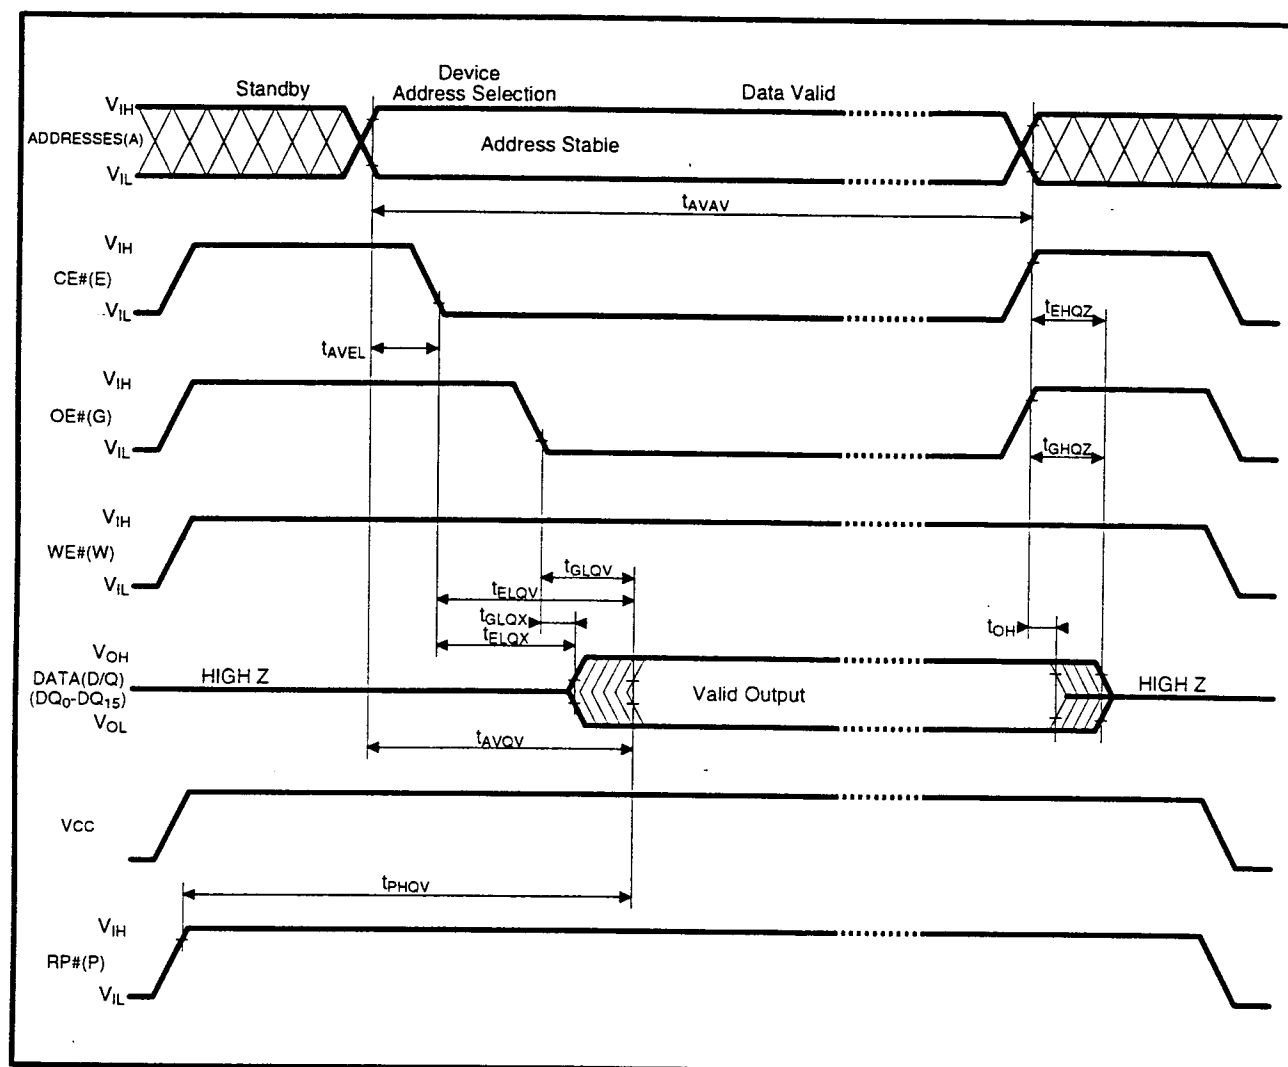 Device
Standby
Address Selection
Data Valid
VIH
ADDRESSES(A)
Address Stable
VIL
tAVAV
VIH
CE#(E)
VIL
tEHQZ
tAVEL
VIH
OE#(G)
VIL
tGHQZ
VIH
WE#(W)
VIL
tGLQV
tELQV
tGLQX
tELQX
tOH
VOH
DATA(D/Q)
(DQ0-DQ15)
HIGH Z
Valid Output
HIGH Z
VOL
tAVQV
VCC
tPHQV
VIH
RP#(P)
VIL